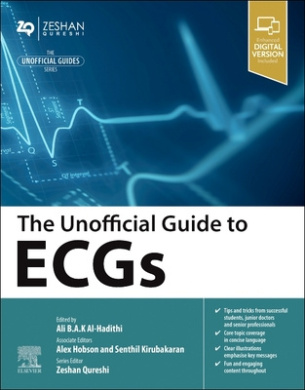 ZQ ZESHAN
QURESHI
THE
UNOFFICIAL GUIDES
SERIES
Enhanced
DIGITAL
VERSION
Included
The Unofficial Guide to
ECGs
Edited by
Ali B.A.K Al-Hadithi
Associate Editors
Alex Hobson and Senthil Kirubakaran
Series Editor
Zeshan Qureshi
Tips and tricks from successful
students, junior doctors
and senior professionals
Core topic coverage
in concise language
Clear illustrations
emphasise key messages
Fun and engaging
content throughout
ELSEVIER